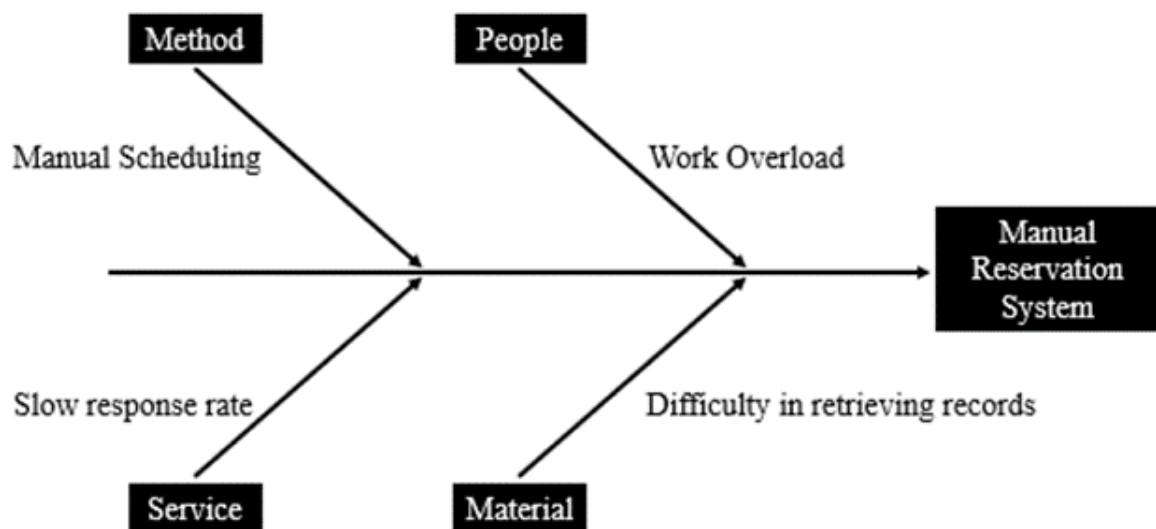 Method
People
Manual Scheduling
Work Overload
Manual
Reservation
System
Slow response rate
Difficulty in retrieving records
Service
Material